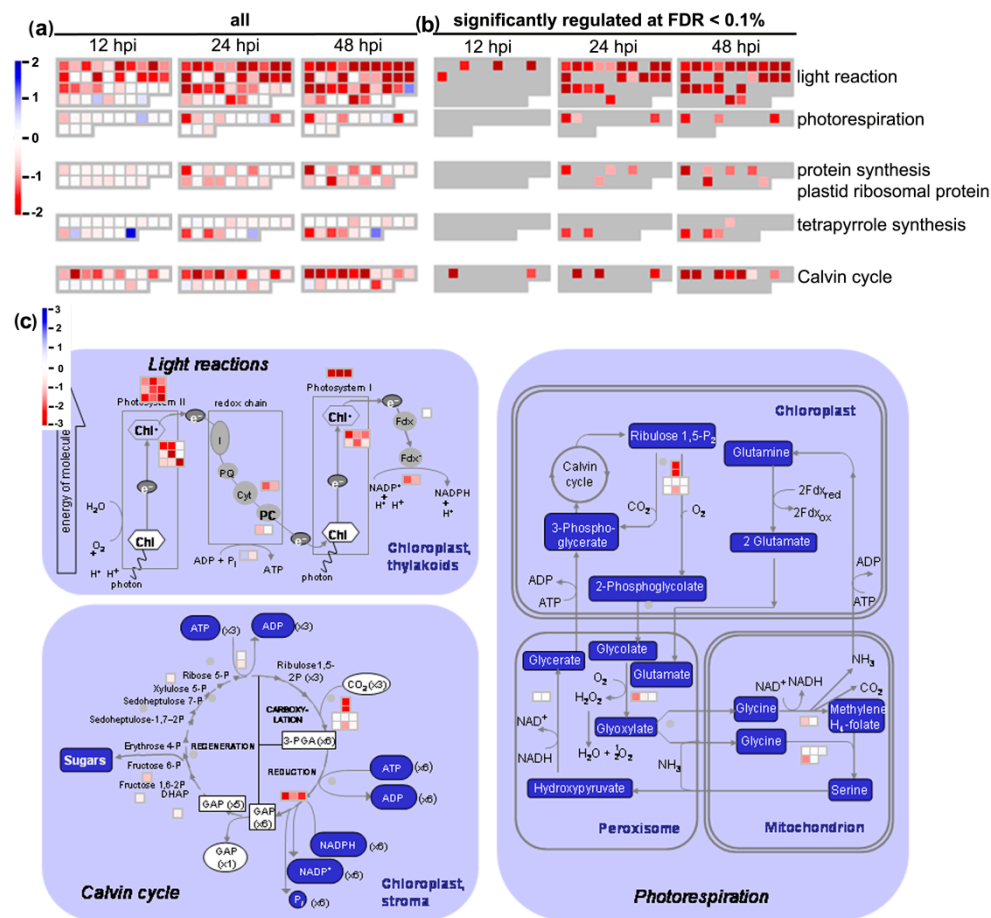 (a) all
12 hpi 24 hpi 48 hpi
(b) significantly regulated at FDR < 0.1%
12 hpi 24 hpi 48 hpi
2
1
0
-1
-2
light reaction
photorespiration
protein synthesis
plastid ribosomal protein
tetrapyrrole synthesis
Calvin cycle
(c)
3
2
1
0
-1
-2
-3
energy of molecule
Light reactions
Photosystem II
redox chain
Photosystem I
Chl*
e⁻
I
PQ
Cyt
PC
e⁻
Chl
H₂O
O₂
+
H⁺ H⁺
photon
ADP + Pᵢ
ATP
e⁻
Chl*
e⁻
Chl
photon
e⁻
Fdx
Fdx⁻
NADP⁺
+
H⁺ H⁺
NADPH
+
H⁺
Chloroplast,
thylakoids
ATP (x3)
ADP (x3)
Ribose 5-P
Xylulose 5-P
Sedoheptulose 7-P
Sedoheptulose-1,7-2P
Erythrose 4-P
Fructose 6-P
Fructose 1,6-2P
DHAP
Sugars
Ribulose 1,5-
2P (x3)
CO₂ (x3)
CARBOXY-
LATION
3-PGA (x6)
REGENERATION
REDUCTION
ATP (x6)
ADP (x6)
GAP (x5)
GAP
(x6)
GAP
(x1)
NADPH (x6)
NADP⁺ (x6)
Pᵢ (x6)
Calvin cycle
Chloroplast,
stroma
Chloroplast
Ribulose 1,5-P₂
Glutamine
Calvin
cycle
CO₂
O₂
2Fdx red
2Fdx ox
3-Phospho-
glycerate
2 Glutamate
2-Phosphoglycolate
ADP
ATP
ADP
ATP
Glycerate
Glycolate
Glutamate
O₂
H₂O₂
Glyoxylate
NAD⁺
NADH
H₂O + ½O₂
NH₃
Hydroxypyruvate
Peroxisome
NH₃
CO₂
NAD⁺ NADH
Glycine
Methylene
H₄-folate
Glycine
Serine
Mitochondrion
Photorespiration